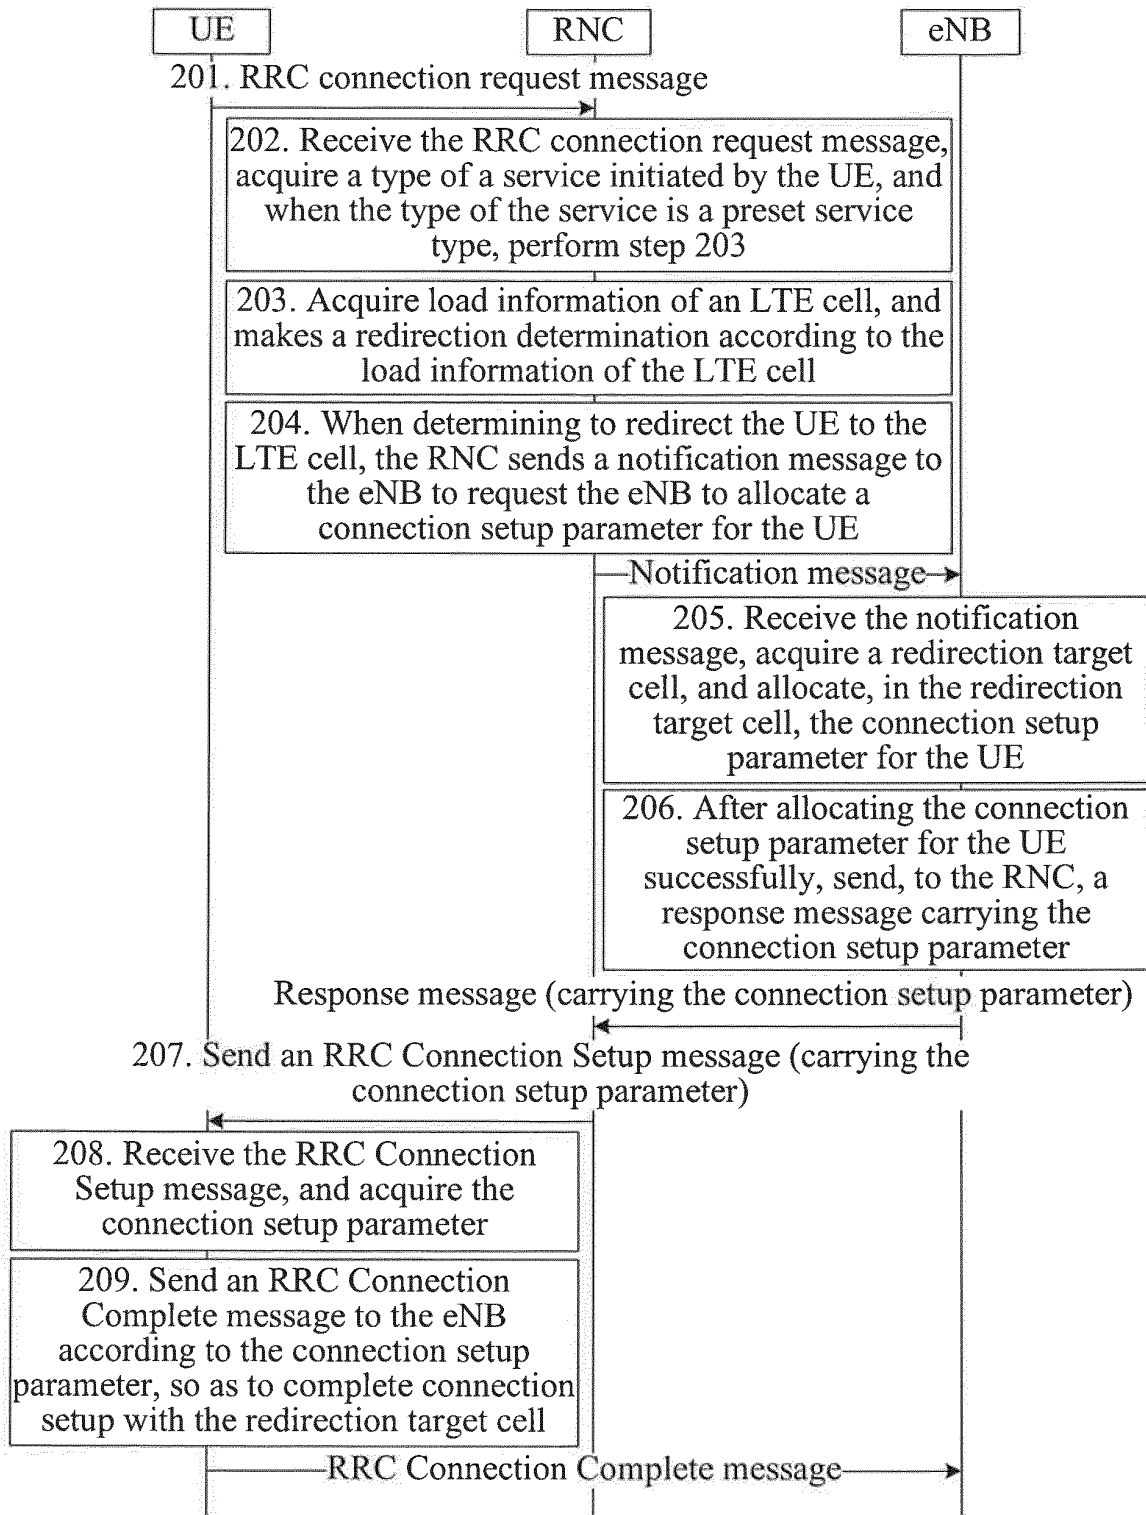 UE
RNC
eNB
201. RRC connection request message
202. Receive the RRC connection request message,
acquire a type of a service initiated by the UE, and
when the type of the service is a preset service
type, perform step 203
203. Acquire load information of an LTE cell, and
makes a redirection determination according to the
load information of the LTE cell
204. When determining to redirect the UE to the
LTE cell, the RNC sends a notification message to
the eNB to request the eNB to allocate a
connection setup parameter for the UE
Notification message
205. Receive the notification
message, acquire a redirection target
cell, and allocate, in the redirection
target cell, the connection setup
parameter for the UE
206. After allocating the connection
setup parameter for the UE
successfully, send, to the RNC, a
response message carrying the
connection setup parameter
Response message (carrying the connection setup parameter)
207. Send an RRC Connection Setup message (carrying the
connection setup parameter)
208. Receive the RRC Connection
Setup message, and acquire the
connection setup parameter
209. Send an RRC Connection
Complete message to the eNB
according to the connection setup
parameter, so as to complete connection
setup with the redirection target cell
RRC Connection Complete message